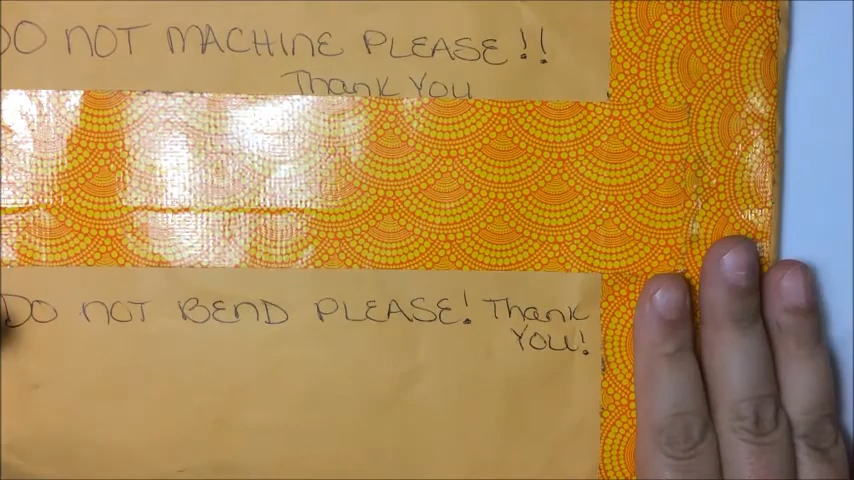 DO NOT MACHINE PLEASE!!
Thank You
DO NOT BEND PLEASE! Thank
YOU!